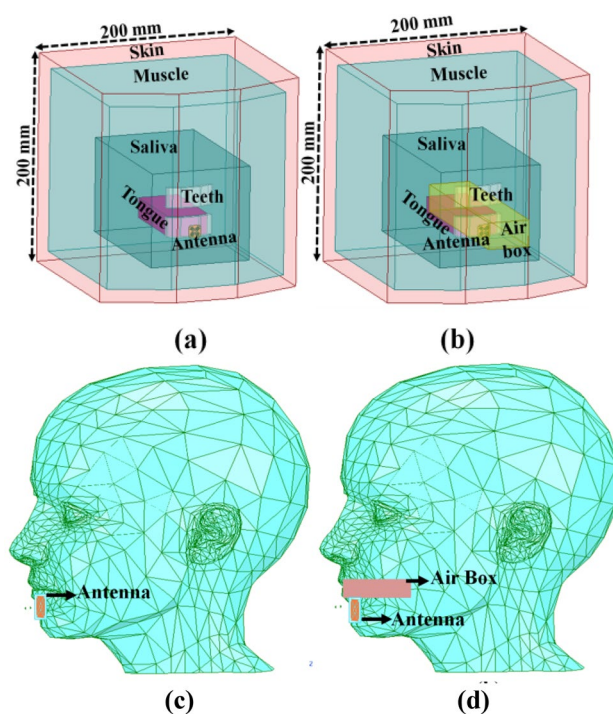 200 mm
Skin
Muscle
200 mm
Saliva
Teeth
Tongue
Antenna
(a)
200 mm
Skin
Muscle
200 mm
Saliva
Teeth
Tongue
Antenna
Air
box
(b)
Antenna
(c)
Air Box
Antenna
2
(d)